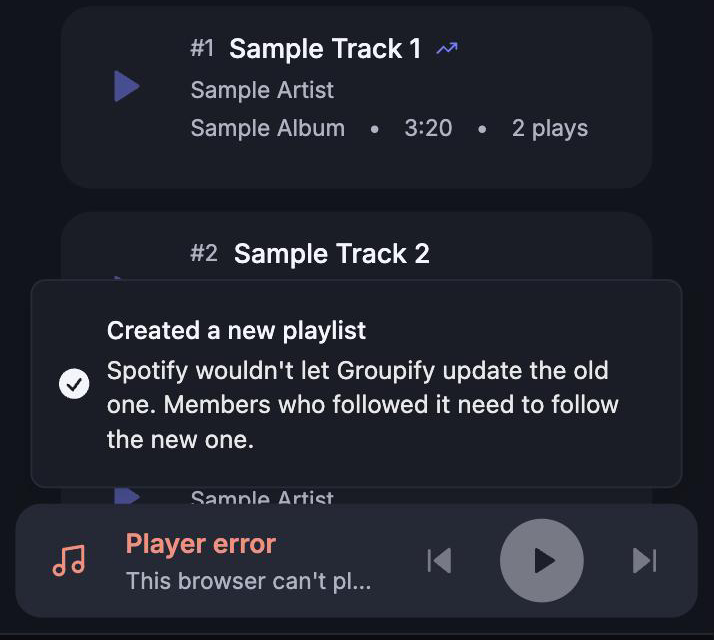 #1 Sample Track 1
Sample Artist
Sample Album • 3:20 • 2 plays
#2 Sample Track 2
Created a new playlist
Spotify wouldn't let Groupify update the old
one. Members who followed it need to follow
the new one.
Sample Artist
Player error
This browser can't pl...